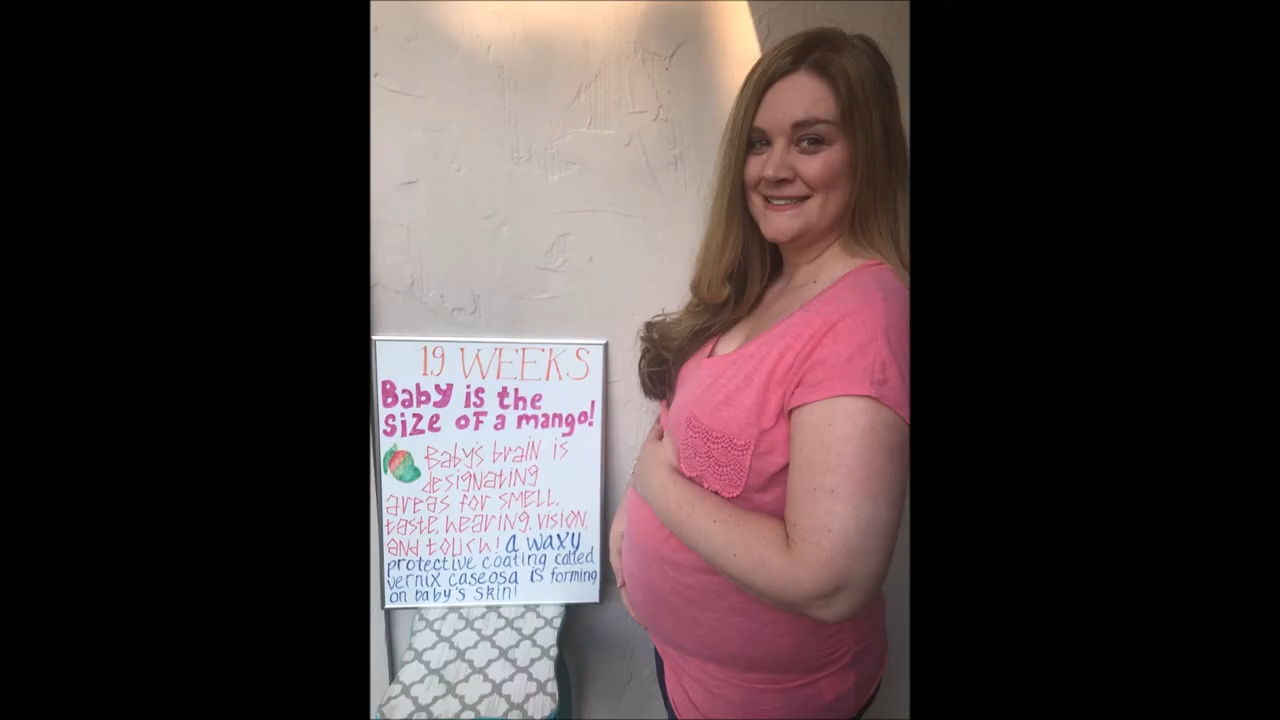 19 WEEKS
Baby is the
size of a mango!
Baby's brain is
designating
areas for smell,
taste, hearing, vision,
and touch! a waxy
protective coating called
vernix caseosa is forming
on baby's skin!